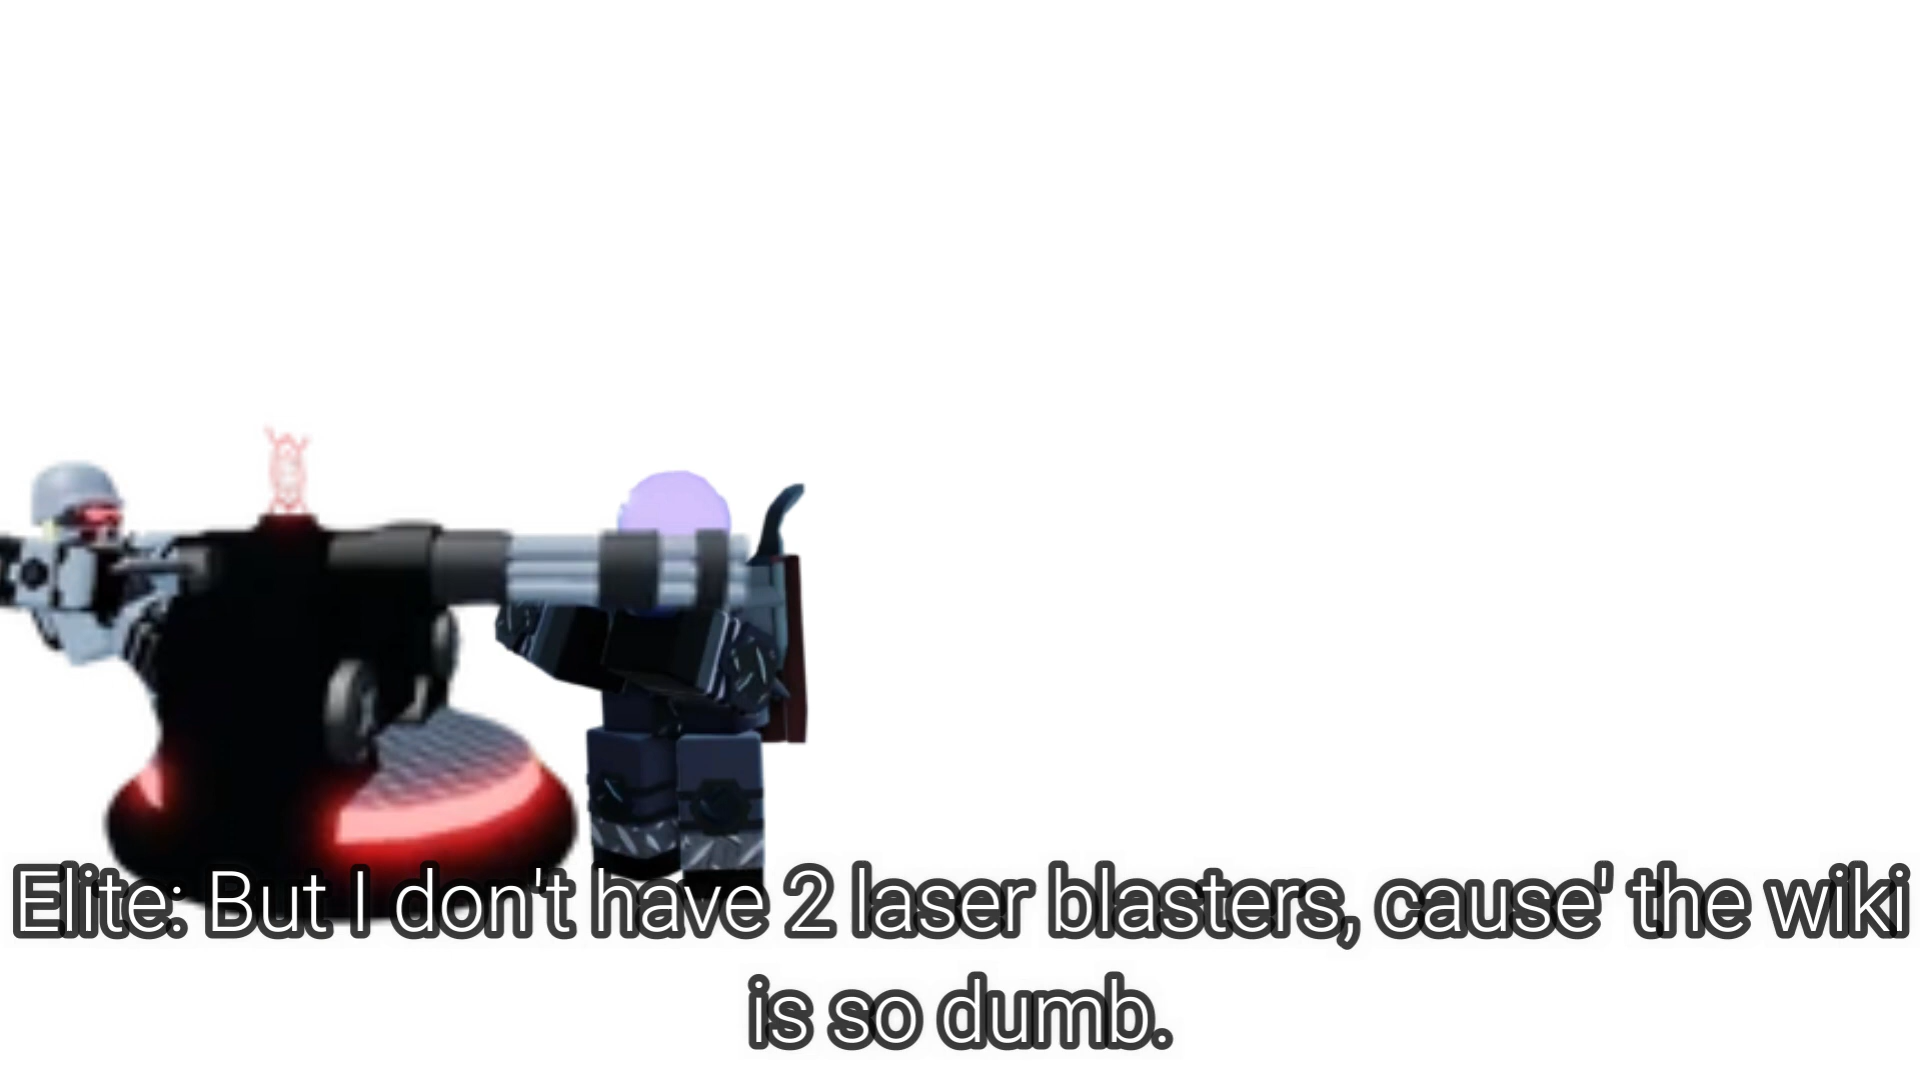 Elite: But I don't have 2 laser blasters, cause' the wiki
is so dumb.